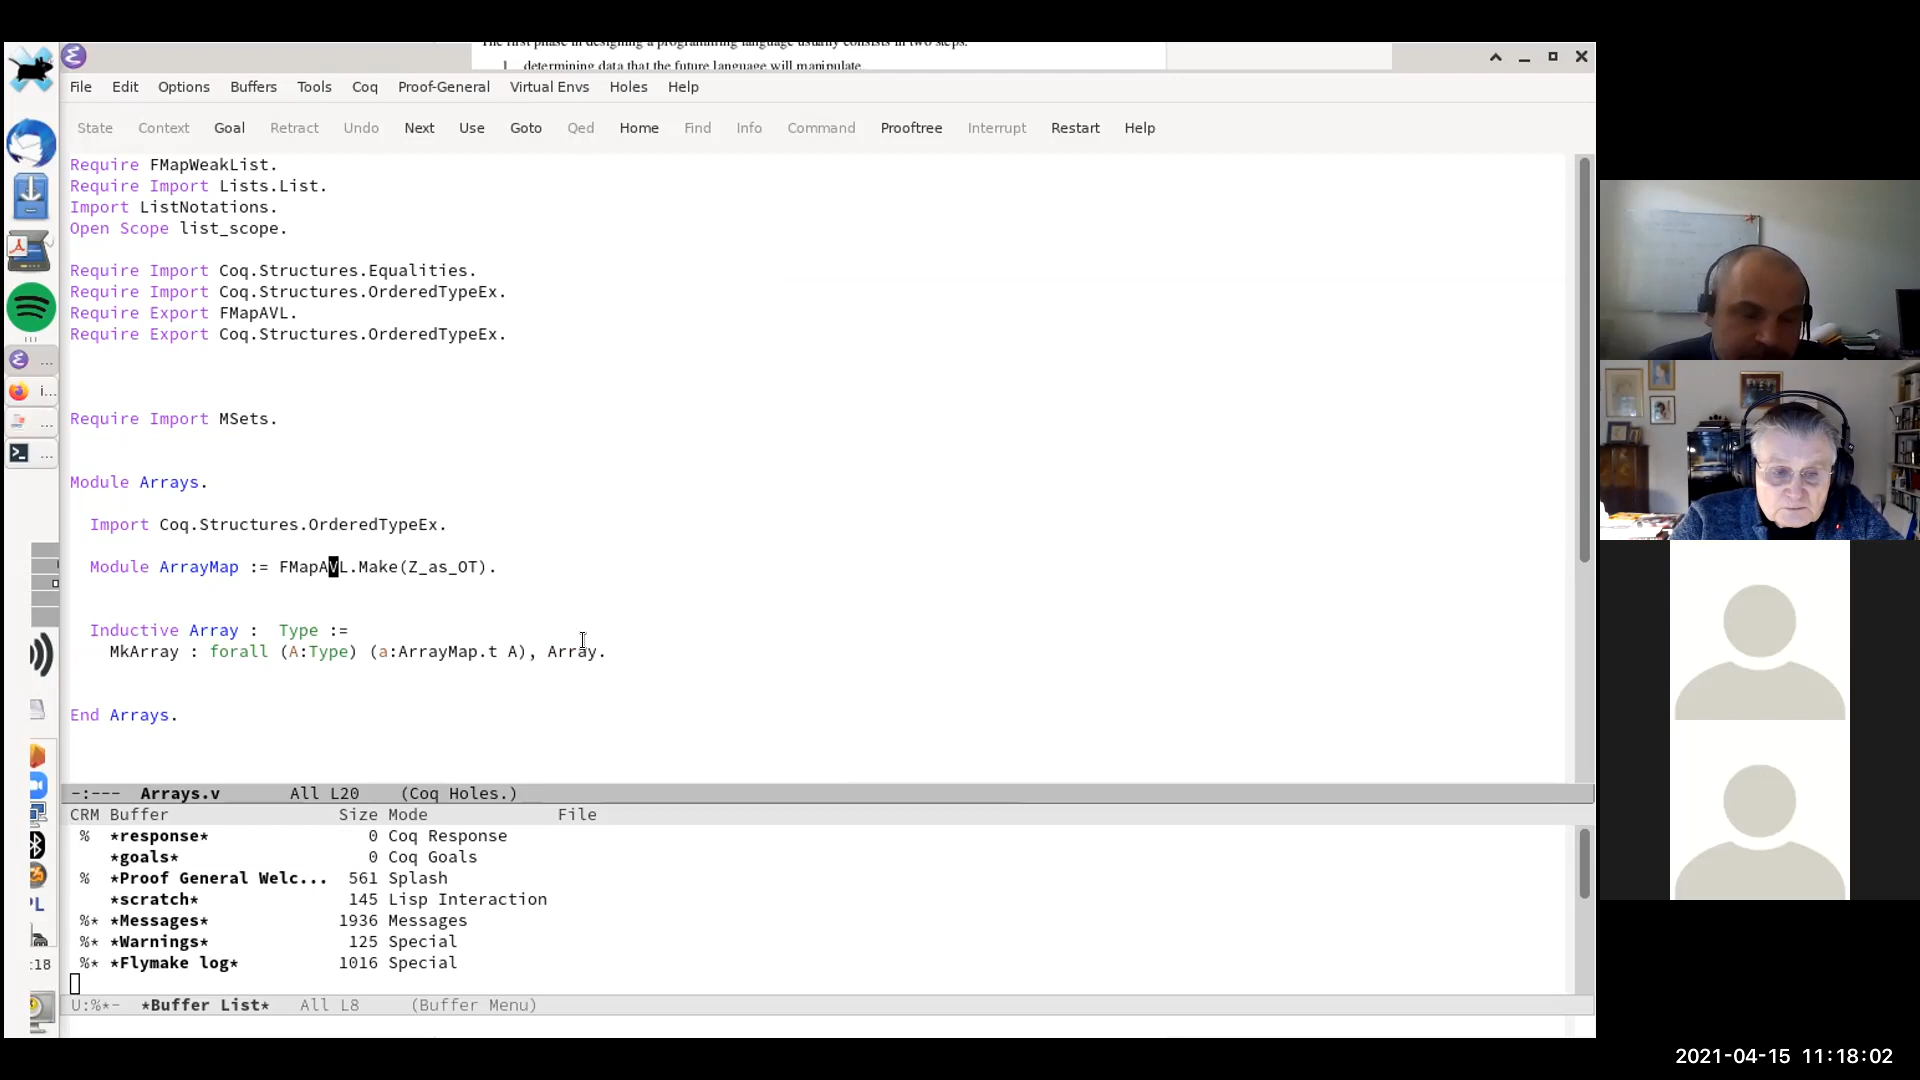 The first phase in designing a programming language usually consists in two steps.
1. determining data that the future language will manipulate
File Edit Options Buffers Tools Coq Proof-General Virtual Envs Holes Help
State Context Goal Retract Undo Next Use Goto Qed Home Find Info Command Prooftree Interrupt Restart Help
Require FMapWeakList.
Require Import Lists.List.
Import ListNotations.
Open Scope list_scope.
Require Import Coq.Structures.Equalities.
Require Import Coq.Structures.OrderedTypeEx.
Require Export FMapAVL.
Require Export Coq.Structures.OrderedTypeEx.
Require Import MSets.
Module Arrays.
Import Coq.Structures.OrderedTypeEx.
Module ArrayMap := FMapAVL.Make(Z_as_OT).
Inductive Array :  Type :=
MkArray : forall (A:Type) (a:ArrayMap.t A), Array.
End Arrays.
-:---  Arrays.v       All L20    (Coq Holes.)
CRM Buffer                 Size Mode             File
%  *response*                0 Coq Response
*goals*                   0 Coq Goals
%  *Proof General Welc...  561 Splash
*scratch*               145 Lisp Interaction
%* *Messages*             1936 Messages
%* *Warnings*              125 Special
%* *Flymake log*          1016 Special
U:%*-  *Buffer List*   All L8    (Buffer Menu)
...
i...
...
...
PL
:18
2021-04-15 11:18:02